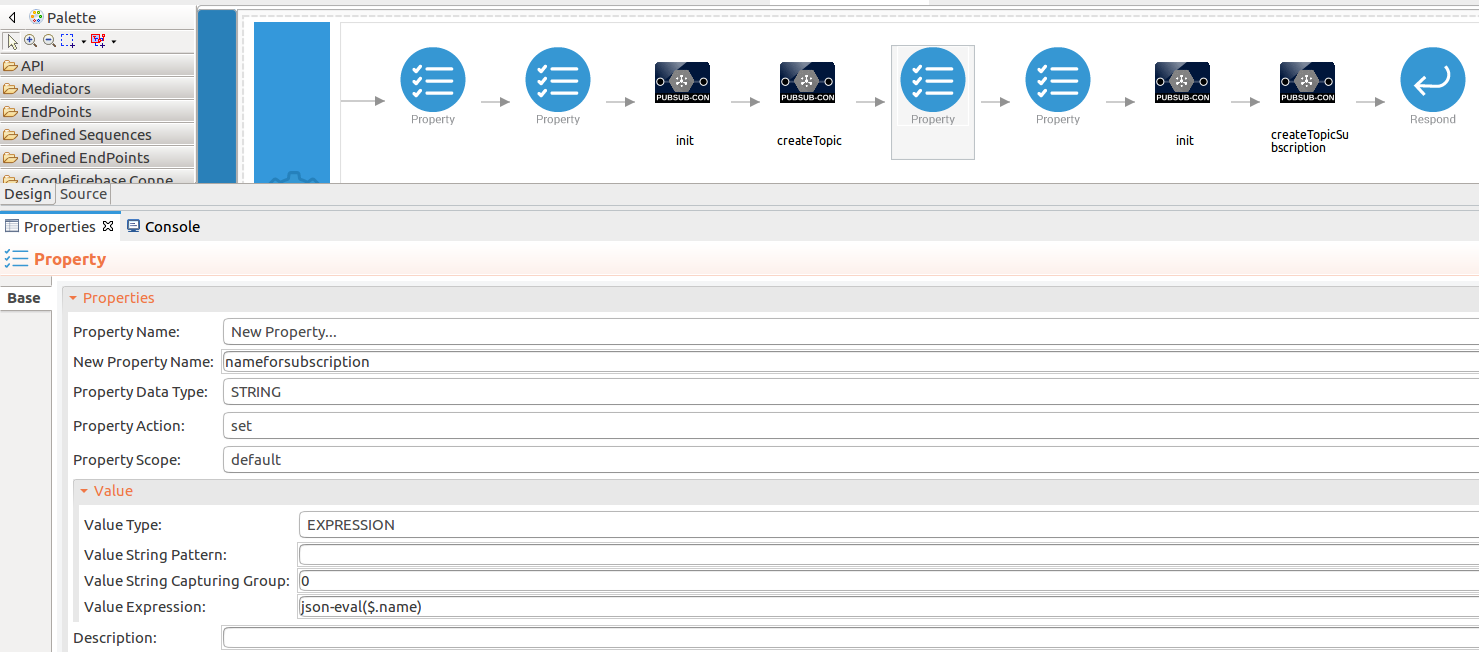 Palette
API
Mediators
EndPoints
Defined Sequences
Defined EndPoints
Googlefirebase Conne
PUBSUB-CON PUBSUB-CON PUBSUB-CON PUBSUB-CON
Property Property Property Property Respond
init createTopic init createTopicSu
bscription
Design Source
Properties Console
Property
Base
Properties
Property Name: New Property...
New Property Name: nameforsubscription
Property Data Type: STRING
Property Action: set
Property Scope: default
Value
Value Type: EXPRESSION
Value String Pattern:
Value String Capturing Group: 0
Value Expression: json-eval($.name)
Description: